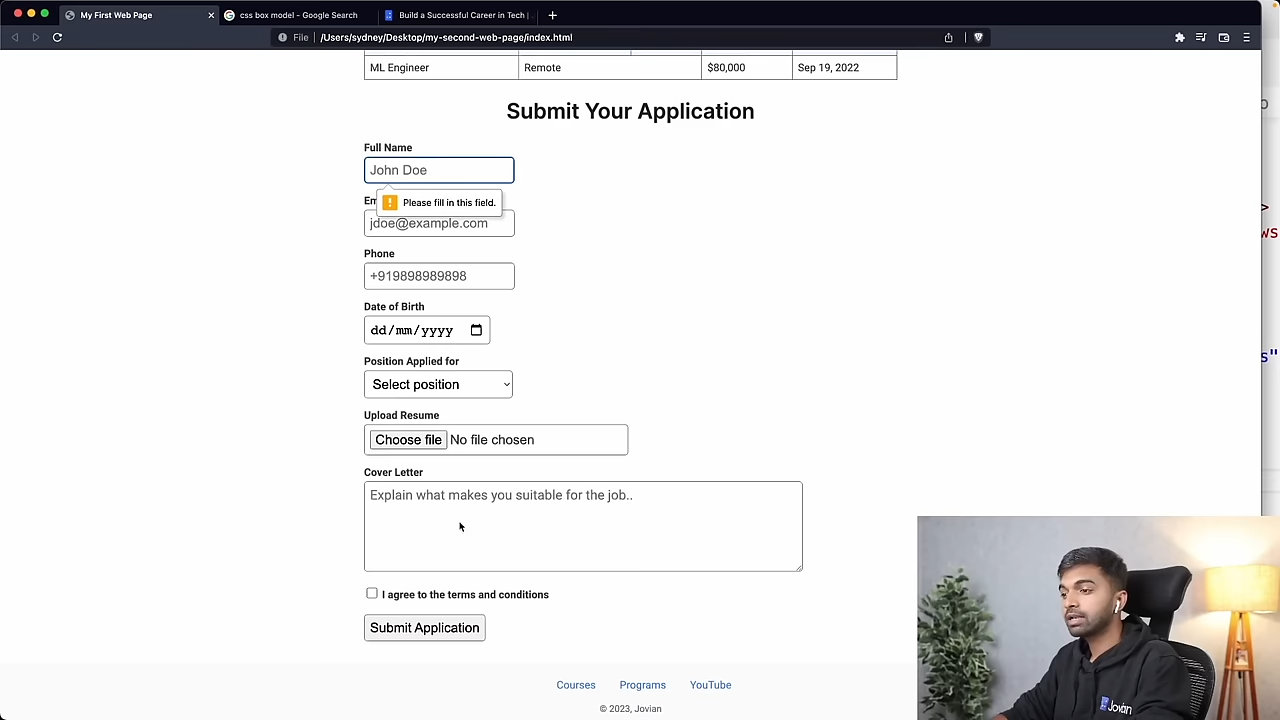 My First Web Page
css box model - Google Search
Build a Successful Career in Tech |
File | /Users/sydney/Desktop/my-second-web-page/index.html
ML Engineer Remote $80,000 Sep 19, 2022
Submit Your Application
Full Name
John Doe
Please fill in this field.
Em
jdoe@example.com
Phone
+919898989898
Date of Birth
dd/mm/yyyy
Position Applied for
Select position
Upload Resume
Choose file No file chosen
Cover Letter
Explain what makes you suitable for the job..
I agree to the terms and conditions
Submit Application
Courses Programs YouTube
© 2023, Jovian
o
>
ws
s"
Jovian